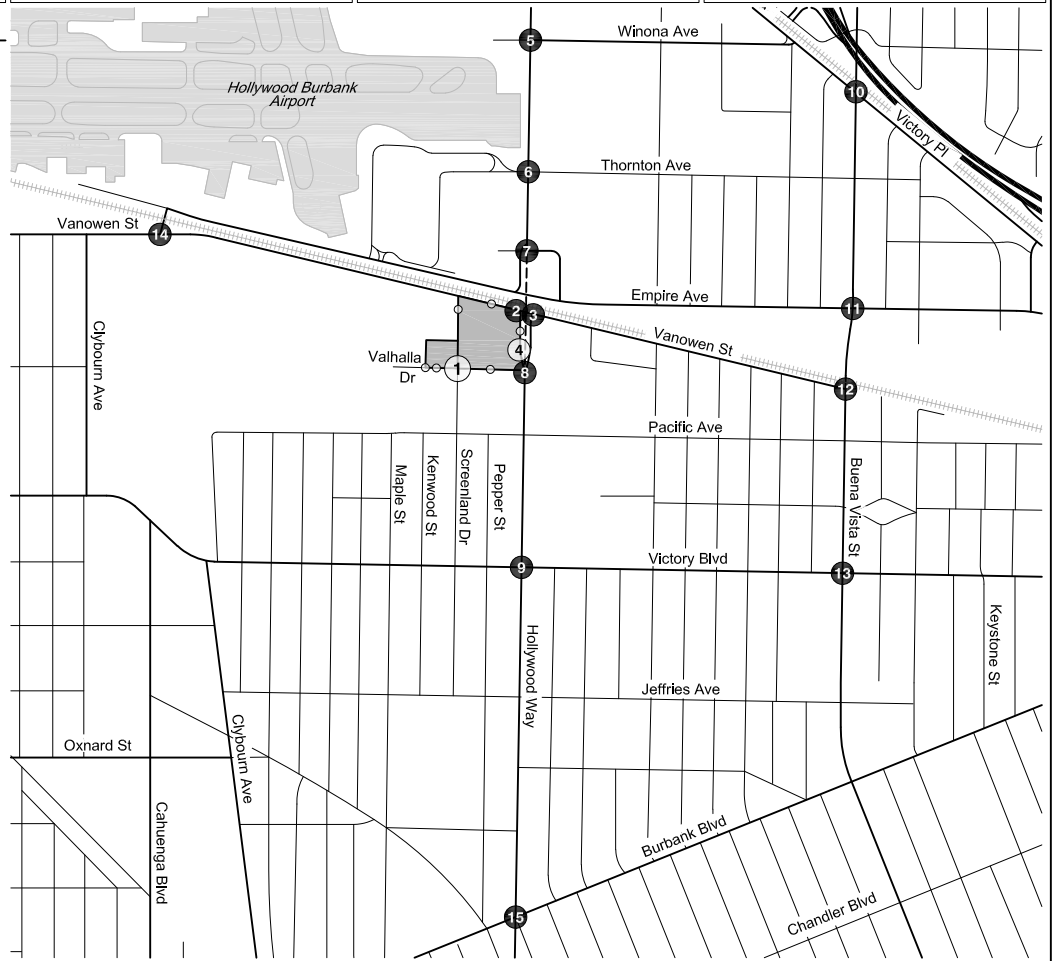 5
Winona Ave
Hollywood Burbank
Airport
10
Victory Pl
6
Thornton Ave
Vanowen St
14
7
Empire Ave
11
2
3
Vanowen St
Clybourn Ave
4
Valhalla
Dr
1
8
12
Pacific Ave
Maple St
Kenwood St
Screenland Dr
Pepper St
Buena Vista St
9
Victory Blvd
13
Hollywood Way
Keystone St
Jeffries Ave
Clybourn Ave
Oxnard St
Cahuenga Blvd
Burbank Blvd
Chandler Blvd
15